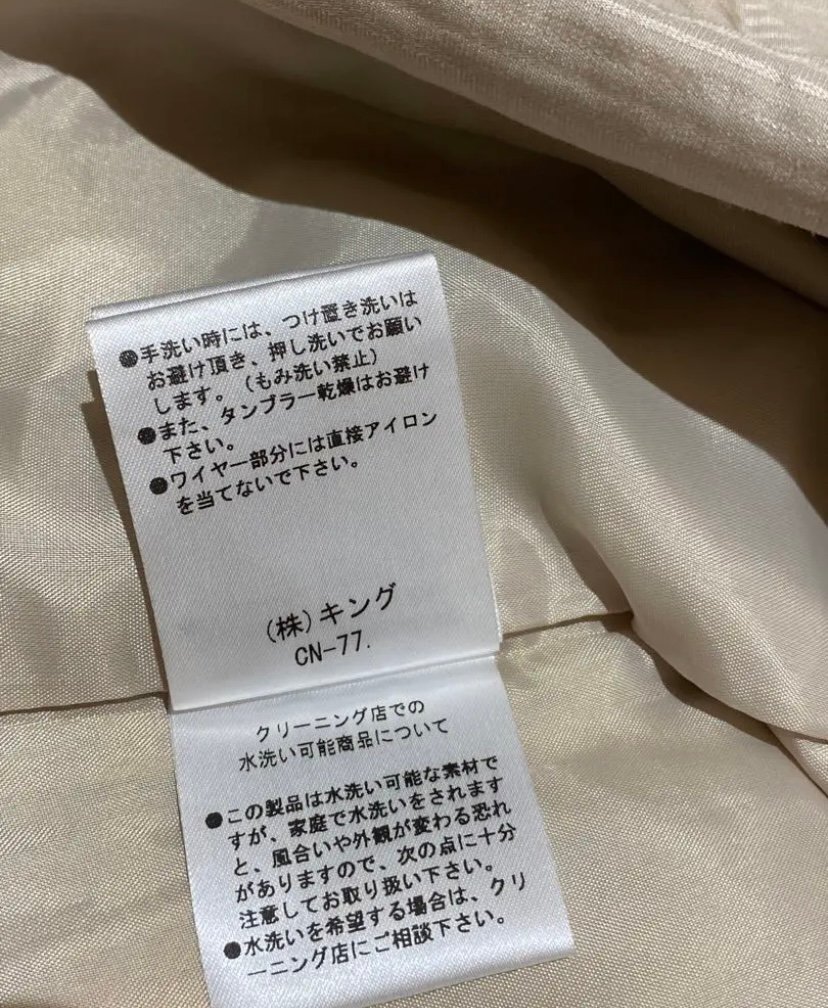 ●手洗い時には、つけ置き洗いは
お避け頂き、押し洗いでお願い
します。(もみ洗い禁止)
●また、タンブラー乾燥はお避け
下さい。
●ワイヤー部分には直接アイロン
を当てないで下さい。
(株)キング
CN-77.
クリーニング店での
水洗い可能商品について
●この製品は水洗い可能な素材で
すが、家庭で水洗いをされます
と、風合いや外観が変わる恐れ
がありますので、次の点に十分
注意してお取り扱い下さい。
●水洗いを希望する場合は、クリ
ーニング店にご相談下さい。